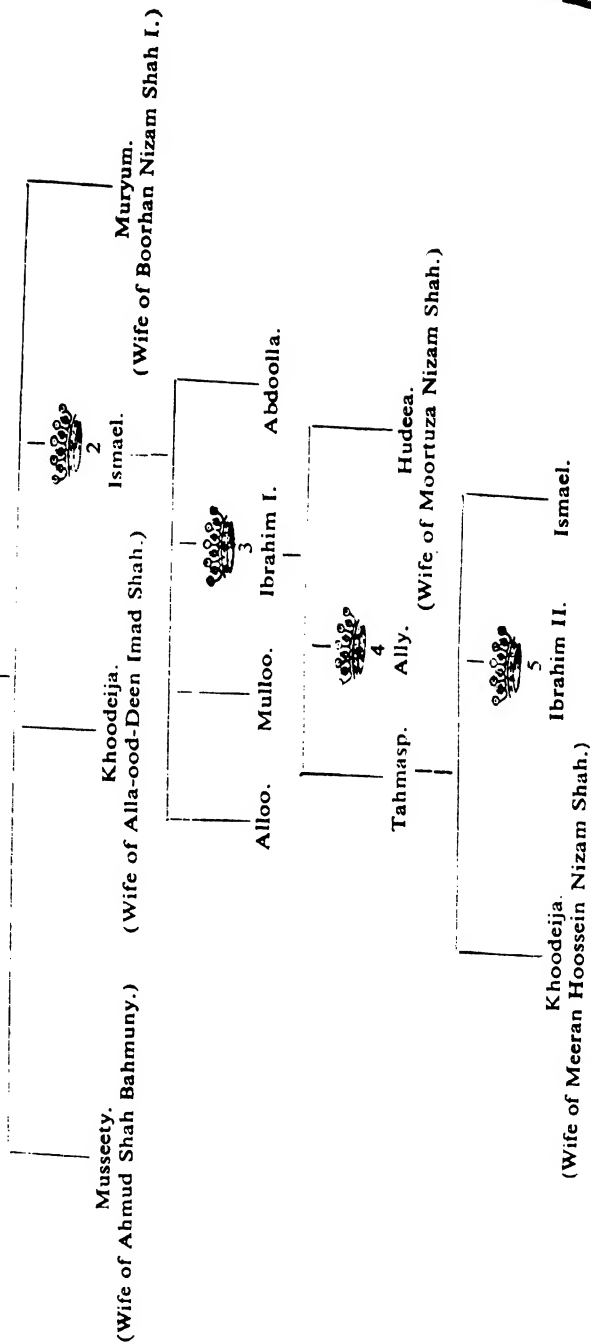 Musseety.
(Wife of Ahmud Shah Bahmuny.)
Khoodeija.
(Wife of Alla-ood-Deen Imad Shah.)
2
Ismael.
Muryum.
(Wife of Boorhan Nizam Shah I.)
Alloo.
Mulloo.
3
Ibrahim I.
Abdoolla.
Tahmasp.
4
Ally.
Hudeea.
(Wife of Moortuza Nizam Shah.)
Khoodeija.
(Wife of Meeran Hoossein Nizam Shah.)
5
Ibrahim II.
Ismael.